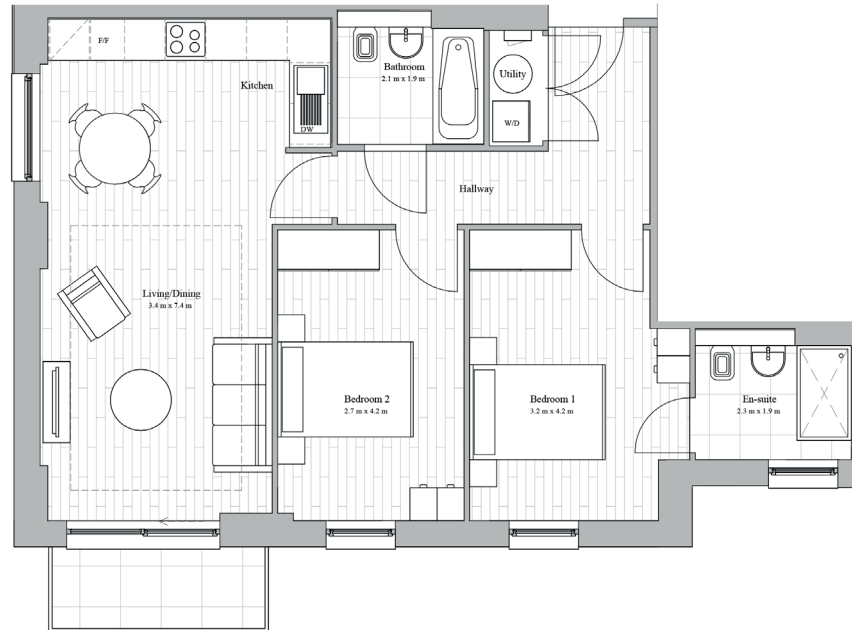 F/F
Kitchen
DW
Bathroom
2.1 m x 1.9 m
Utility
W/D
Hallway
Living/Dining
3.4 m x 7.4 m
Bedroom 2
2.7 m x 4.2 m
Bedroom 1
3.2 m x 4.2 m
En-suite
2.3 m x 1.9 m